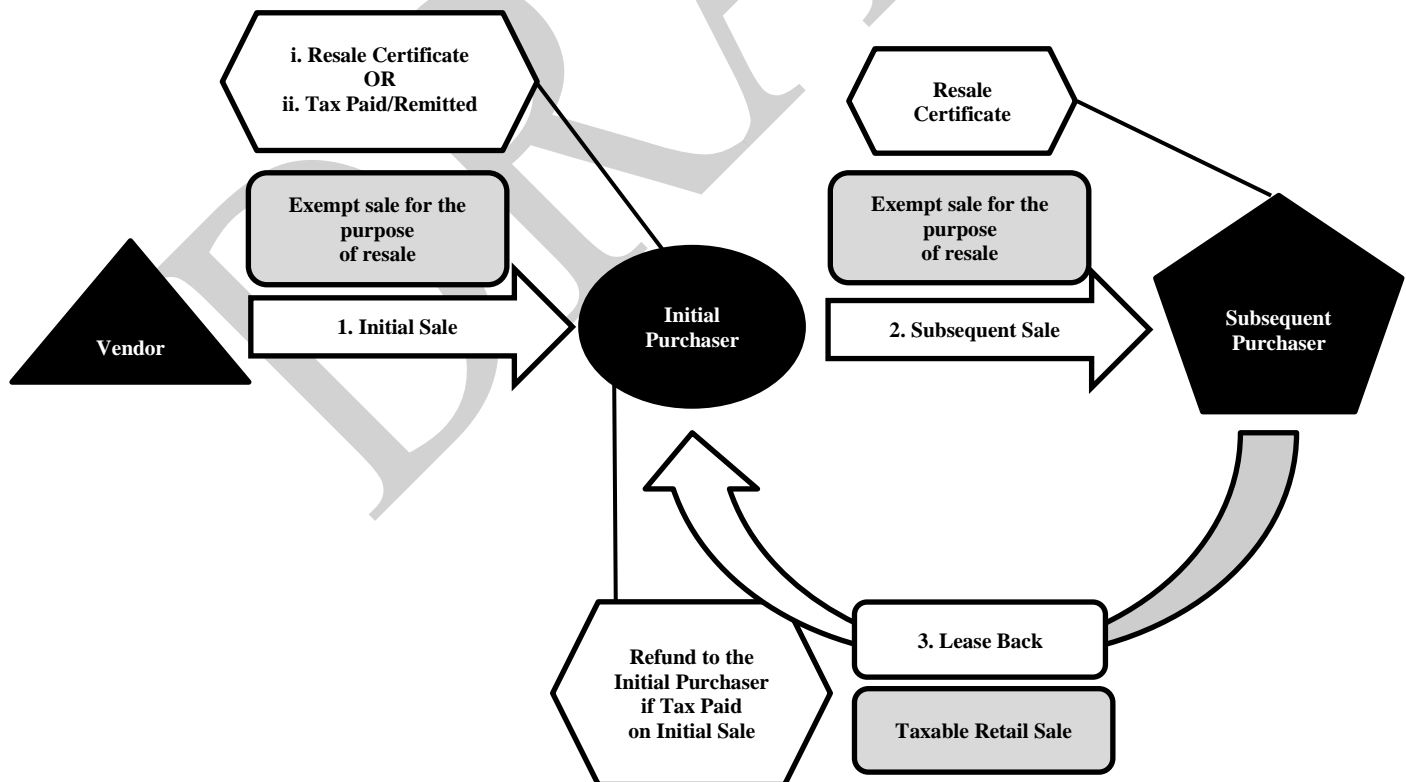 i. Resale Certificate
OR
ii. Tax Paid/Remitted
Resale
Certificate
Exempt sale for the
purpose
of resale
Exempt sale for the
purpose
of resale
Vendor
1. Initial Sale
Initial
Purchaser
2. Subsequent Sale
Subsequent
Purchaser
Refund to the
Initial Purchaser
if Tax Paid
on Initial Sale
3. Lease Back
Taxable Retail Sale